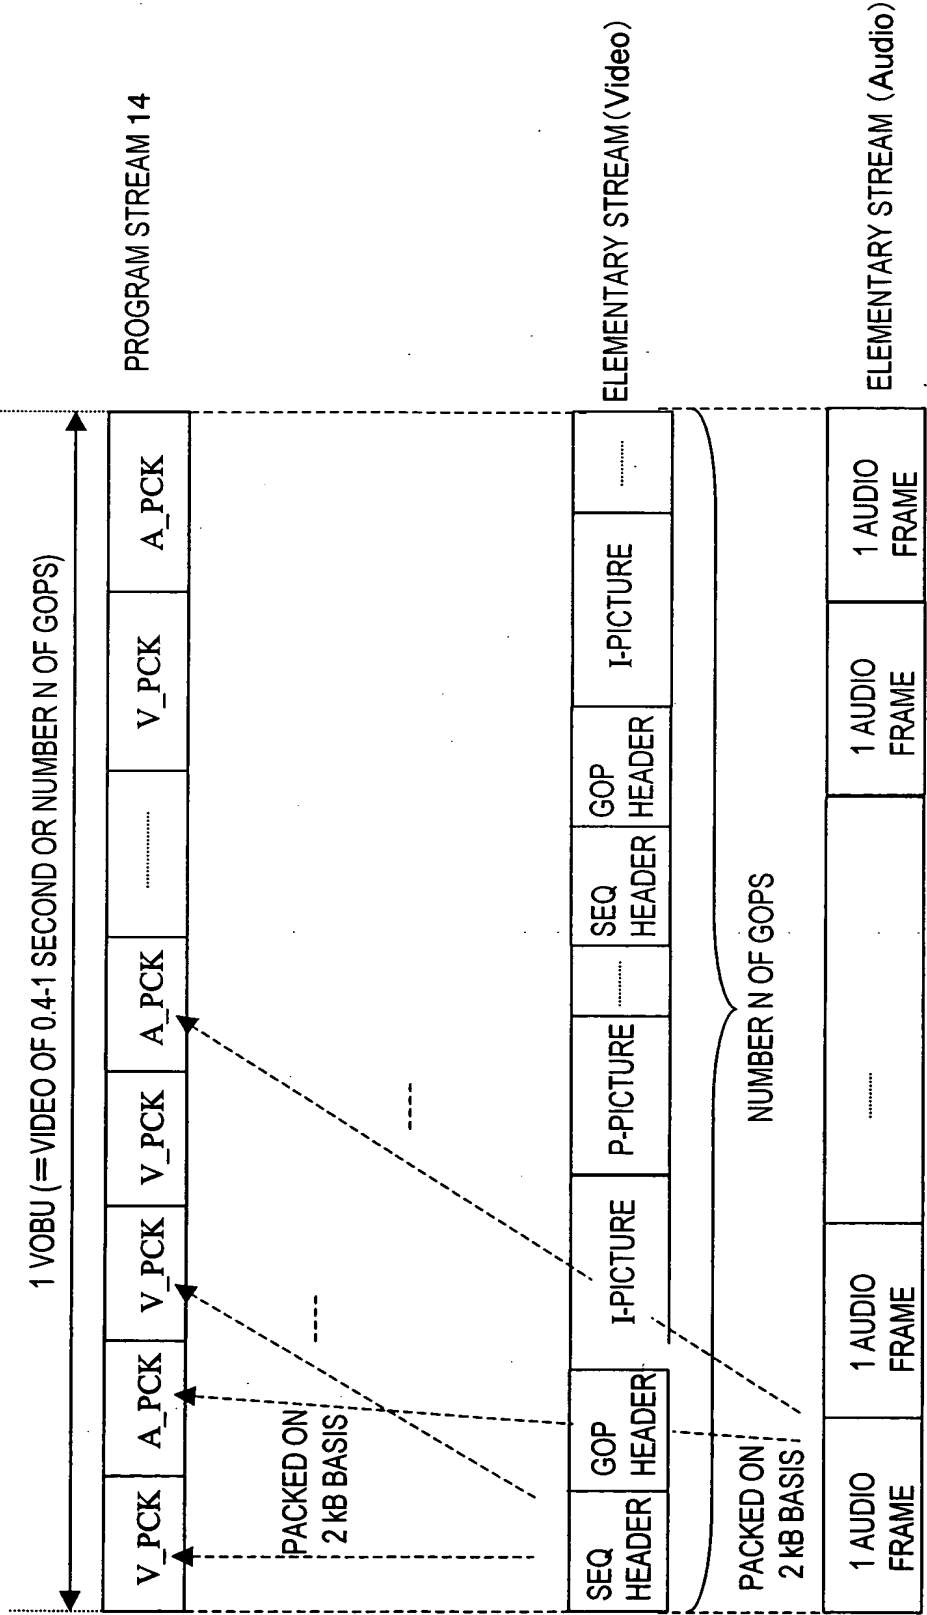 1 VOBU (=VIDEO OF 0.4-1 SECOND OR NUMBER N OF GOPS)
V_PCK
A_PCK
V_PCK
V_PCK
A_PCK
..........
V_PCK
A_PCK
PROGRAM STREAM 14
PACKED ON
2 kB BASIS
SEQ
HEADER
GOP
HEADER
I-PICTURE
P-PICTURE
..........
SEQ
HEADER
GOP
HEADER
I-PICTURE
..........
ELEMENTARY STREAM (Video)
NUMBER N OF GOPS
PACKED ON
2 kB BASIS
1 AUDIO
FRAME
1 AUDIO
FRAME
..........
1 AUDIO
FRAME
1 AUDIO
FRAME
ELEMENTARY STREAM (Audio)